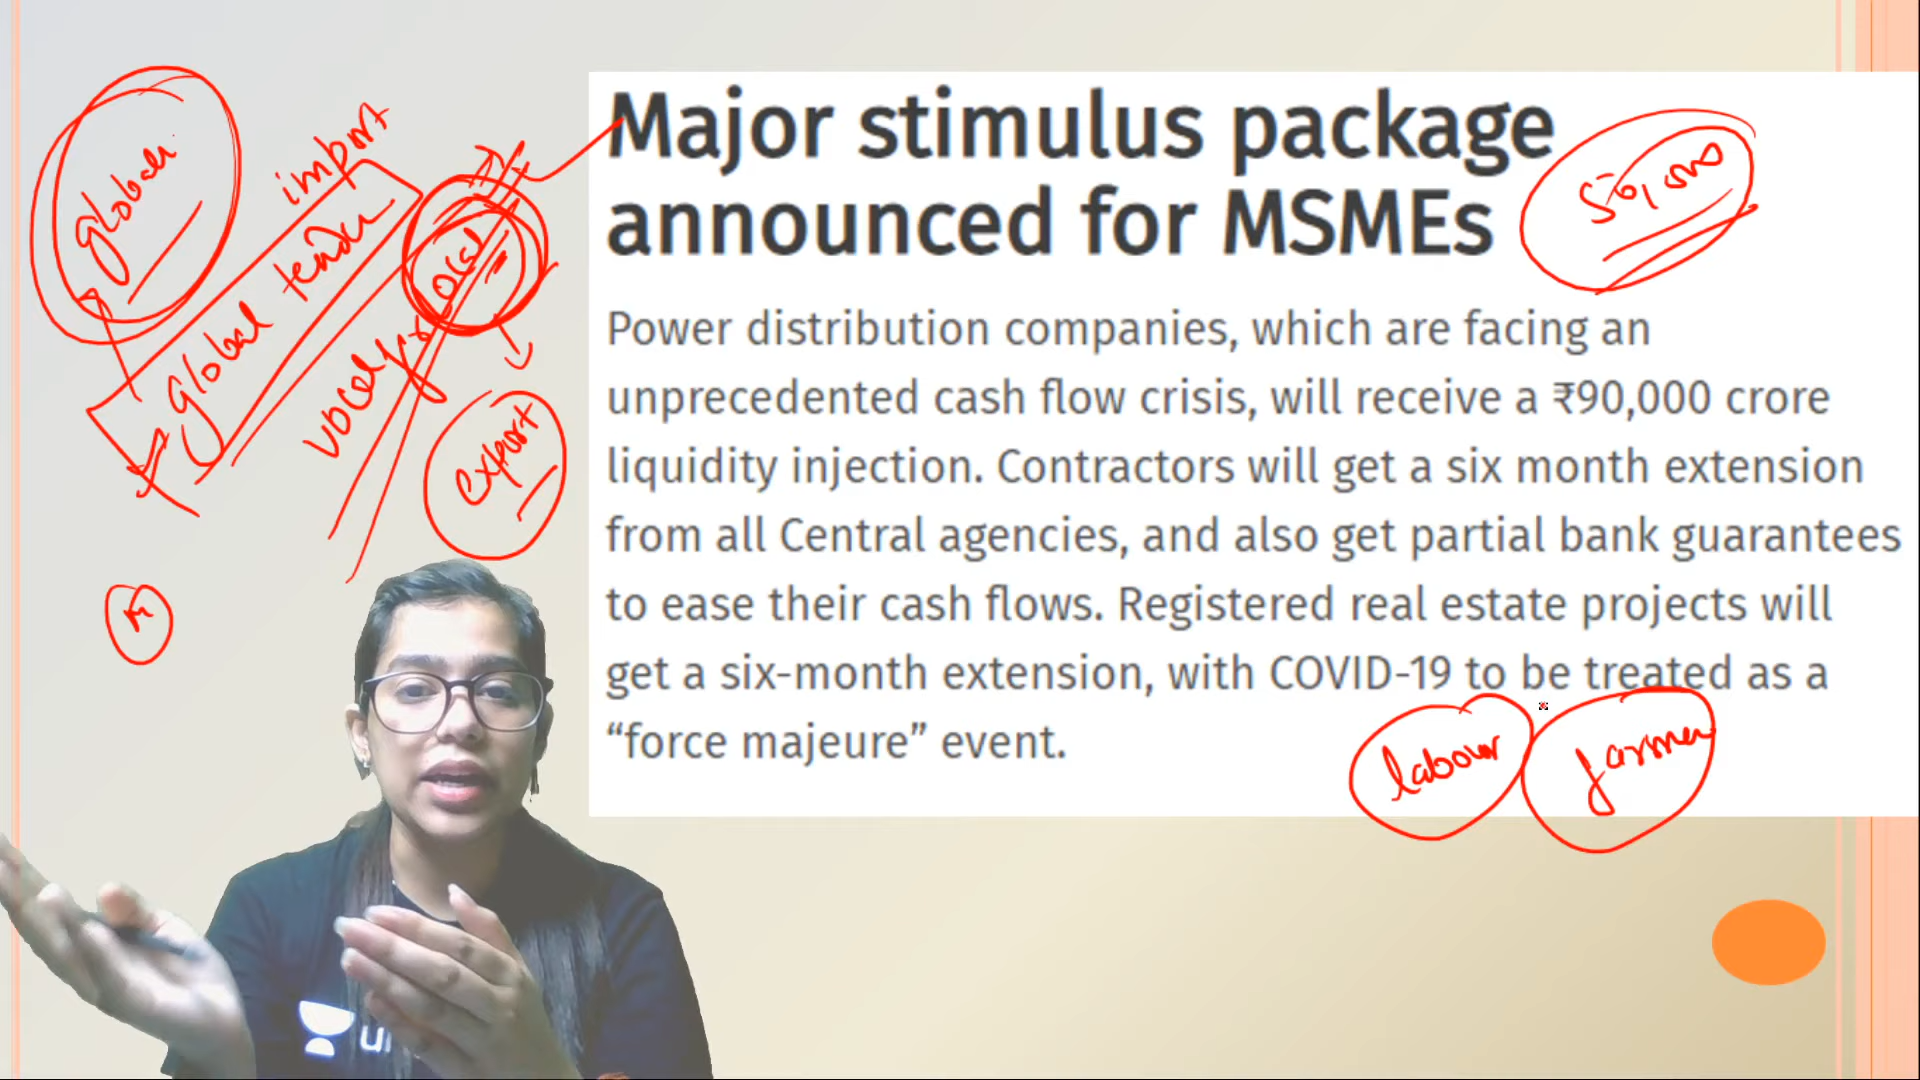 Major stimulus package
announced for MSMEs
Power distribution companies, which are facing an
unprecedented cash flow crisis, will receive a ₹90,000 crore
liquidity injection. Contractors will get a six month extension
from all Central agencies, and also get partial bank guarantees
to ease their cash flows. Registered real estate projects will
get a six-month extension, with COVID-19 to be treated as a
“force majeure” event.
import
global tender
export
labour